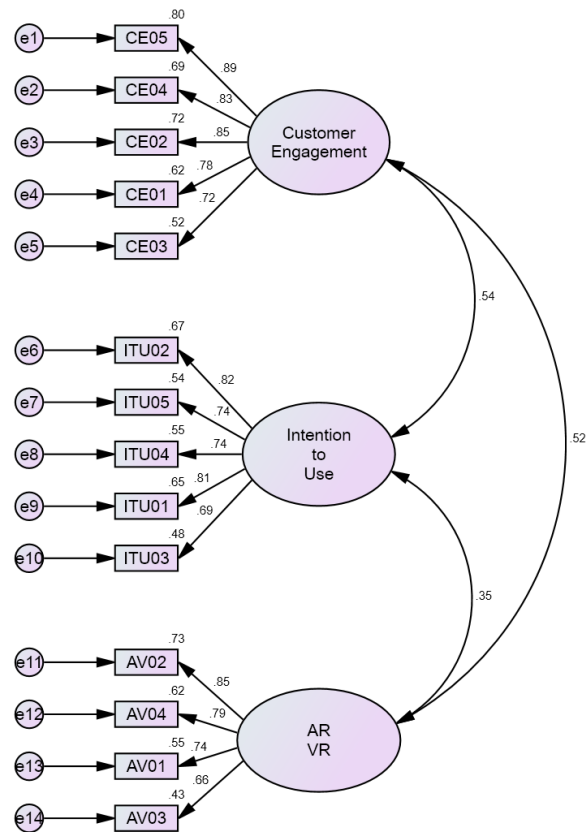 .80
e1 CE05
.89
.69
e2 CE04
.83
.72
e3 CE02
.85
Customer
Engagement
.62
.78
e4 CE01
.72
.52
e5 CE03
.54
.67
e6 ITU02
.82
.54
e7 ITU05
.74
.55
e8 ITU04
.74
Intention
to
Use
.65
.81
e9 ITU01
.69
.48
e10 ITU03
.52
.35
.73
e11 AV02
.85
.62
e12 AV04
.79
.55
.74
e13 AV01
AR
VR
.66
.43
e14 AV03